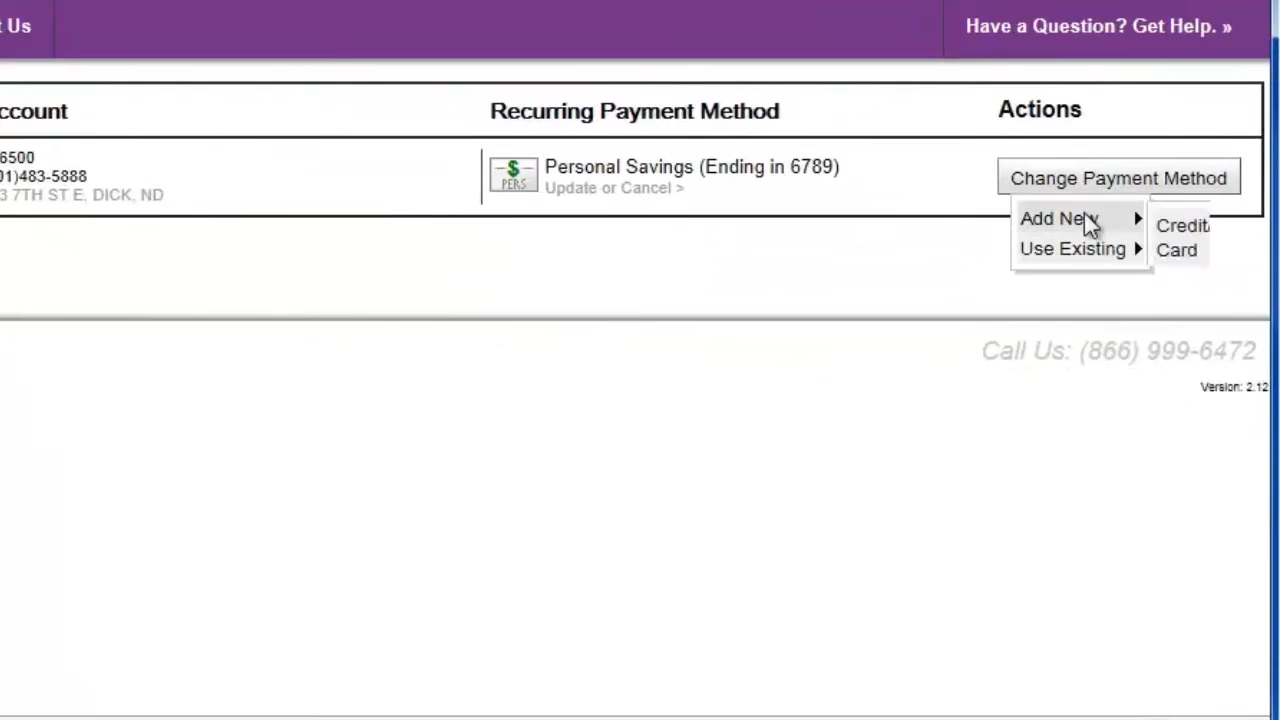 t Us
Have a Question? Get Help. »
ccount
Recurring Payment Method
Actions
6500
01)483-5888
3 7TH ST E, DICK, ND
$
PERS
Personal Savings (Ending in 6789)
Update or Cancel >
Change Payment Method
Add New
Use Existing
Credit/
Card
Call Us: (866) 999-6472
Version: 2.12